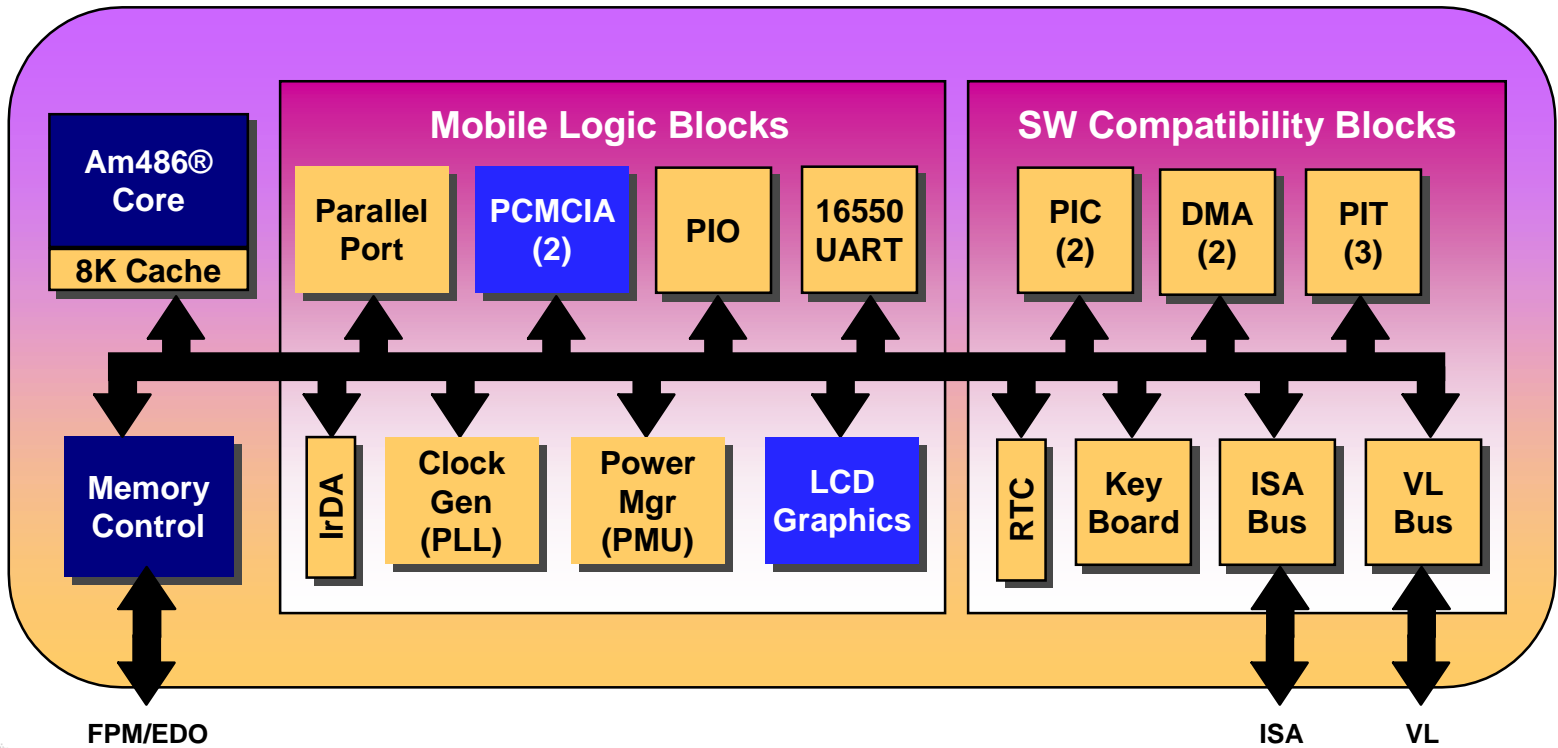 Mobile Logic Blocks
SW Compatibility Blocks
Am486®
Core
8K Cache
Parallel
Port
PCMCIA
(2)
PIO
16550
UART
PIC
(2)
DMA
(2)
PIT
(3)
Memory
Control
IrDA
Clock
Gen
(PLL)
Power
Mgr
(PMU)
LCD
Graphics
RTC
Key
Board
ISA
Bus
VL
Bus
FPM/EDO
ISA
VL